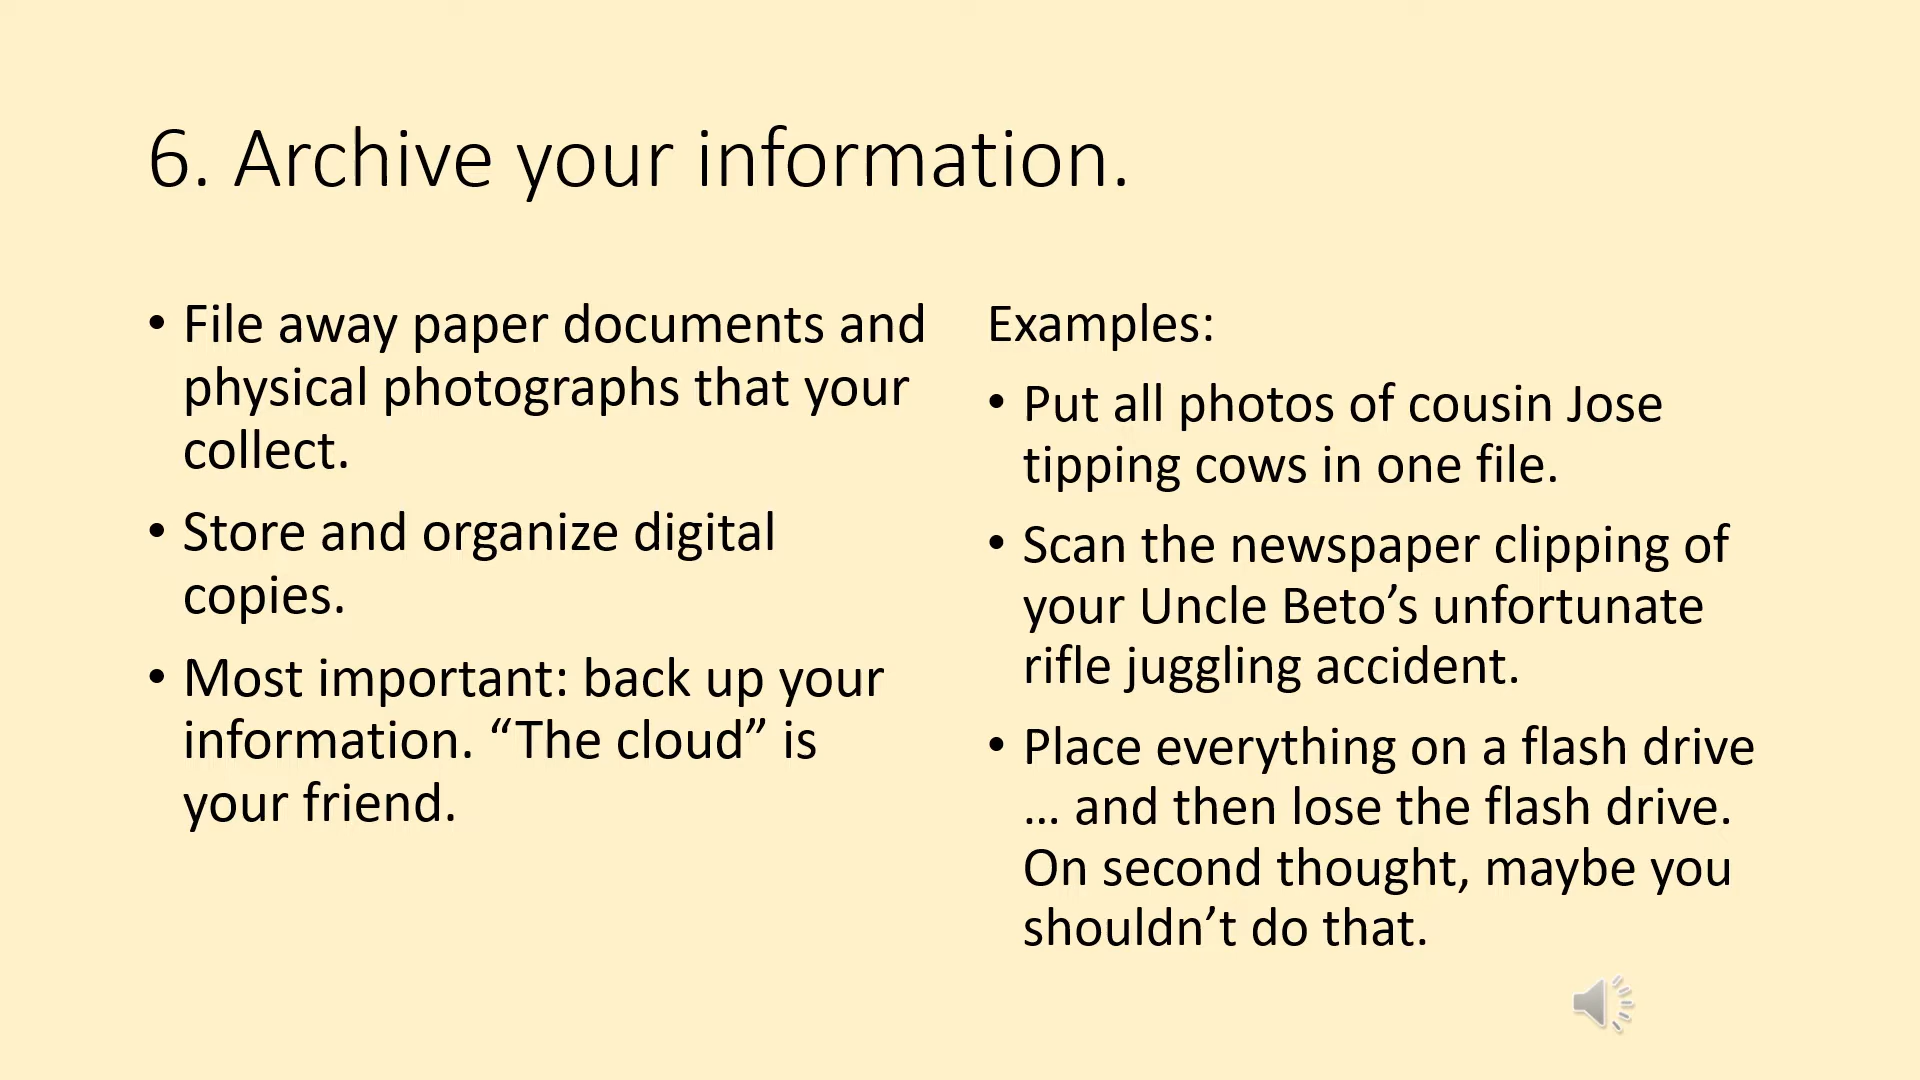 6. Archive your information.
• File away paper documents and
physical photographs that your
collect.
• Store and organize digital
copies.
• Most important: back up your
information. “The cloud” is
your friend.
Examples:
• Put all photos of cousin Jose
tipping cows in one file.
• Scan the newspaper clipping of
your Uncle Beto’s unfortunate
rifle juggling accident.
• Place everything on a flash drive
… and then lose the flash drive.
On second thought, maybe you
shouldn’t do that.